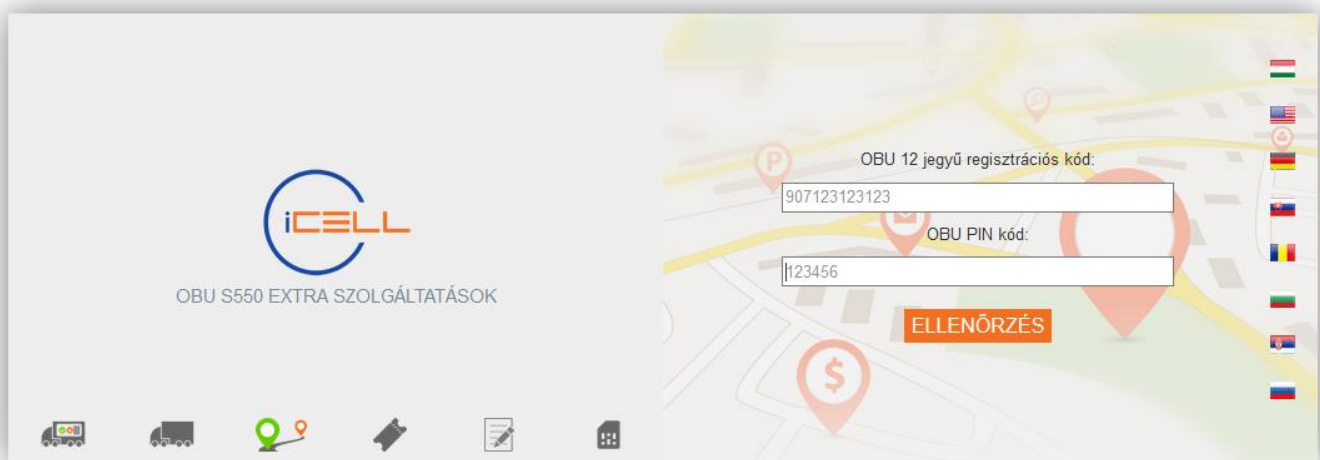 iCELL
OBU S550 EXTRA SZOLGÁLTATÁSOK
OBU 12 jegyű regisztrációs kód:
907123123123
OBU PIN kód:
123456
ELLENŐRZÉS
P
$